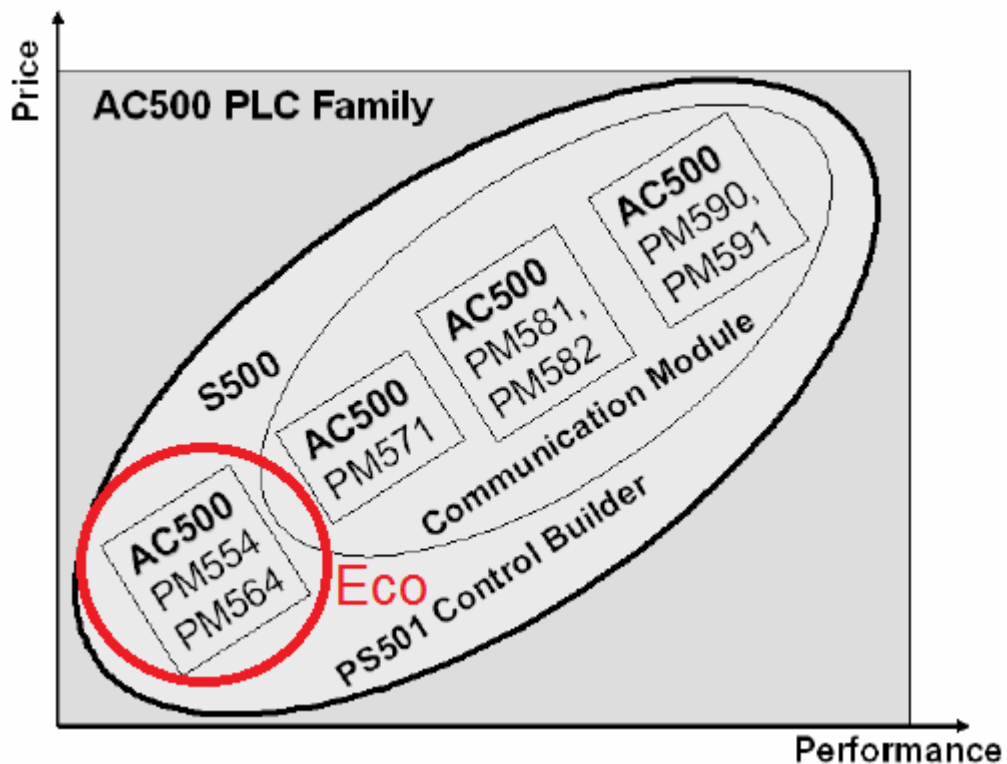 Price
AC500 PLC Family
AC500
PM590,
PM591
AC500
PM581,
PM582
S500
AC500
PM571
Communication Module
AC500
PM554
PM564
Eco
PS501 Control Builder
Performance